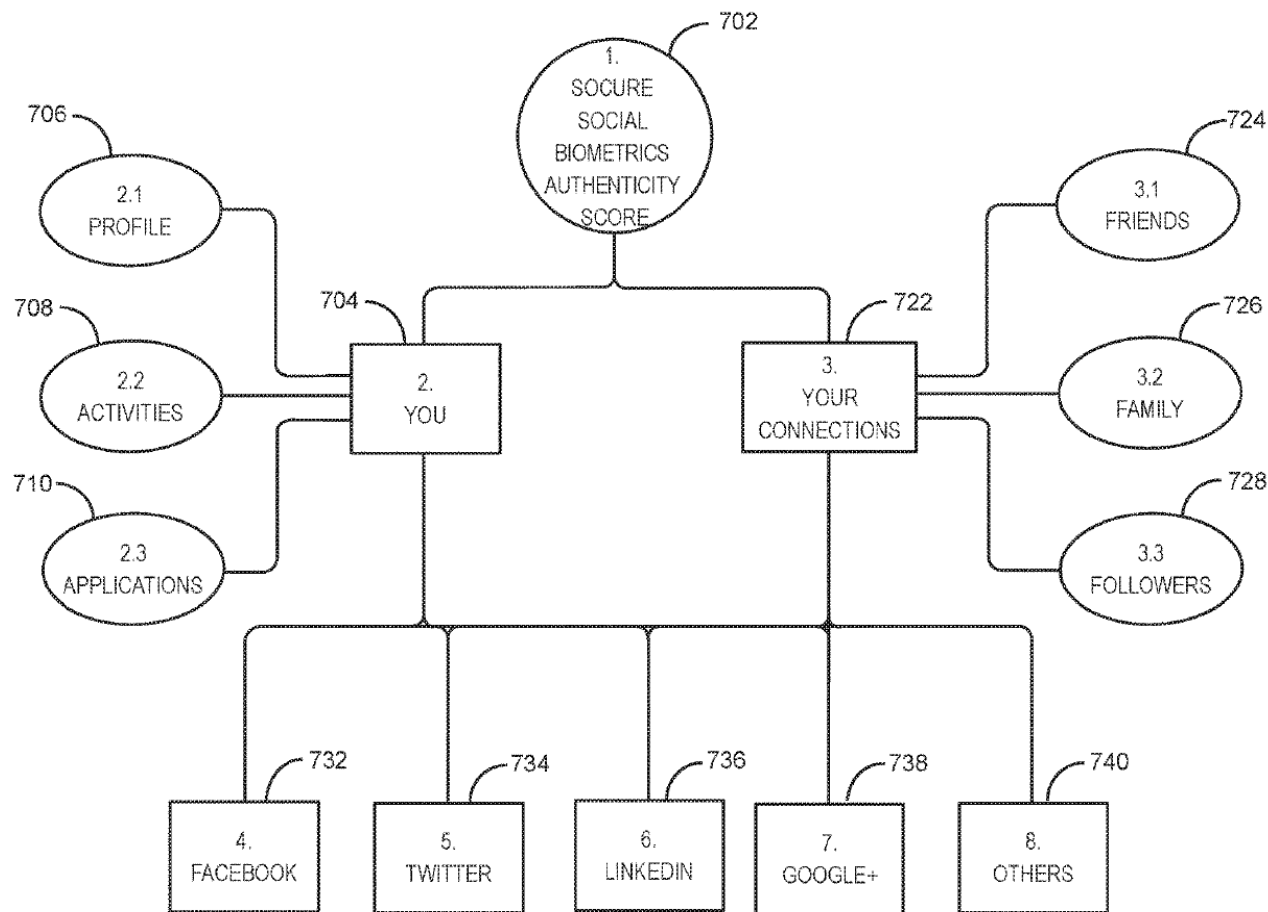 702
1.
SOCURE
SOCIAL
BIOMETRICS
AUTHENTICITY
SCORE
706
2.1
PROFILE
724
3.1
FRIENDS
708
2.2
ACTIVITIES
704
2.
YOU
722
3.
YOUR
CONNECTIONS
726
3.2
FAMILY
710
2.3
APPLICATIONS
728
3.3
FOLLOWERS
732
4.
FACEBOOK
734
5.
TWITTER
736
6.
LINKEDIN
738
7.
GOOGLE+
740
8.
OTHERS